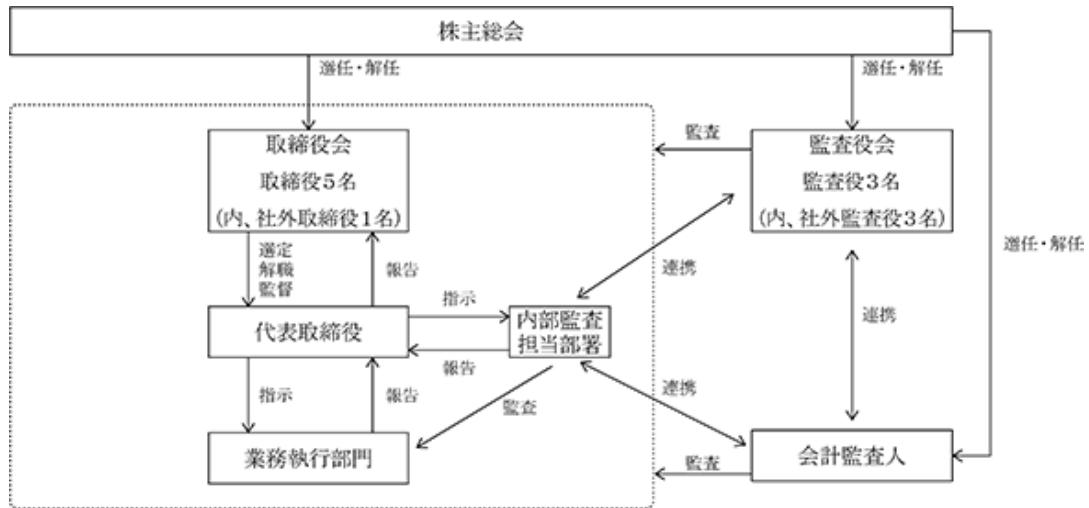 株主総会
選任・解任
選任・解任
取締役会
取締役5名
(内、社外取締役1名)
監査
監査役会
監査役3名
(内、社外監査役3名)
選任・解任
選定
解職
監督
報告
連携
指示
代表取締役
内部監査
担当部署
連携
報告
指示
報告
監査
連携
業務執行部門
監査
会計監査人